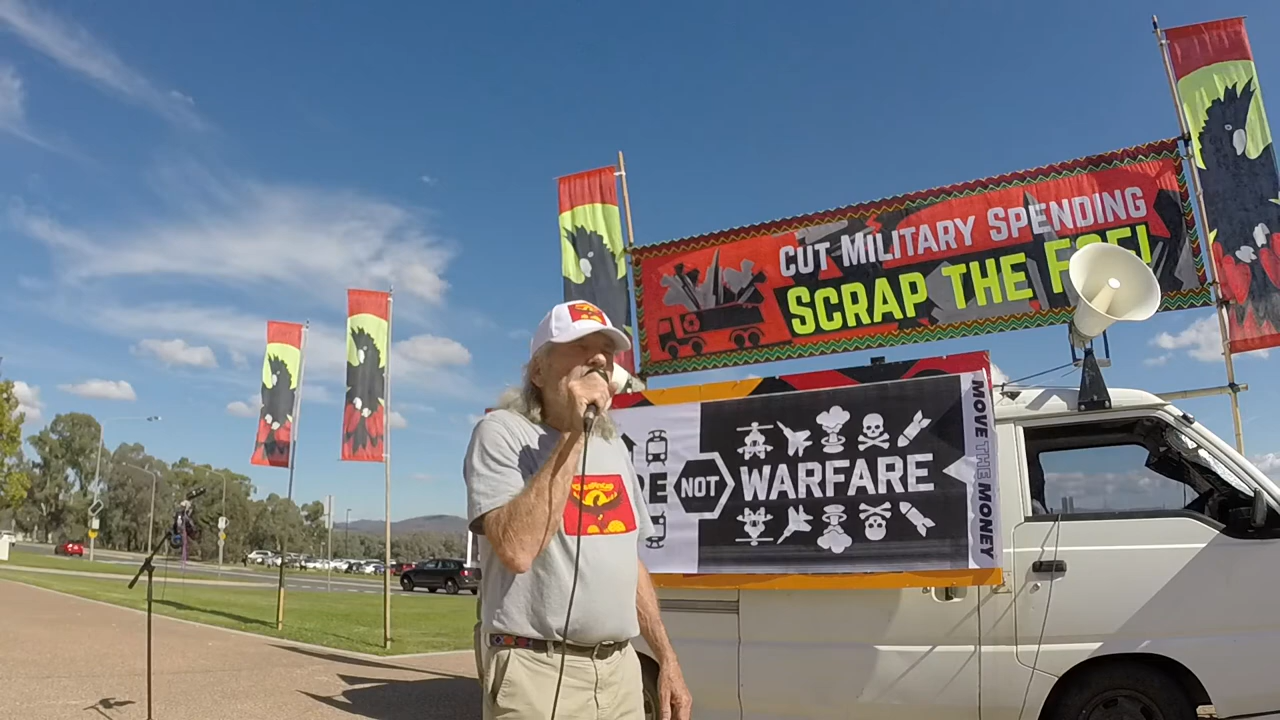 CUT MILITARY SPENDING
SCRAP THE
NOT
WARFARE
MOVE THE MONEY